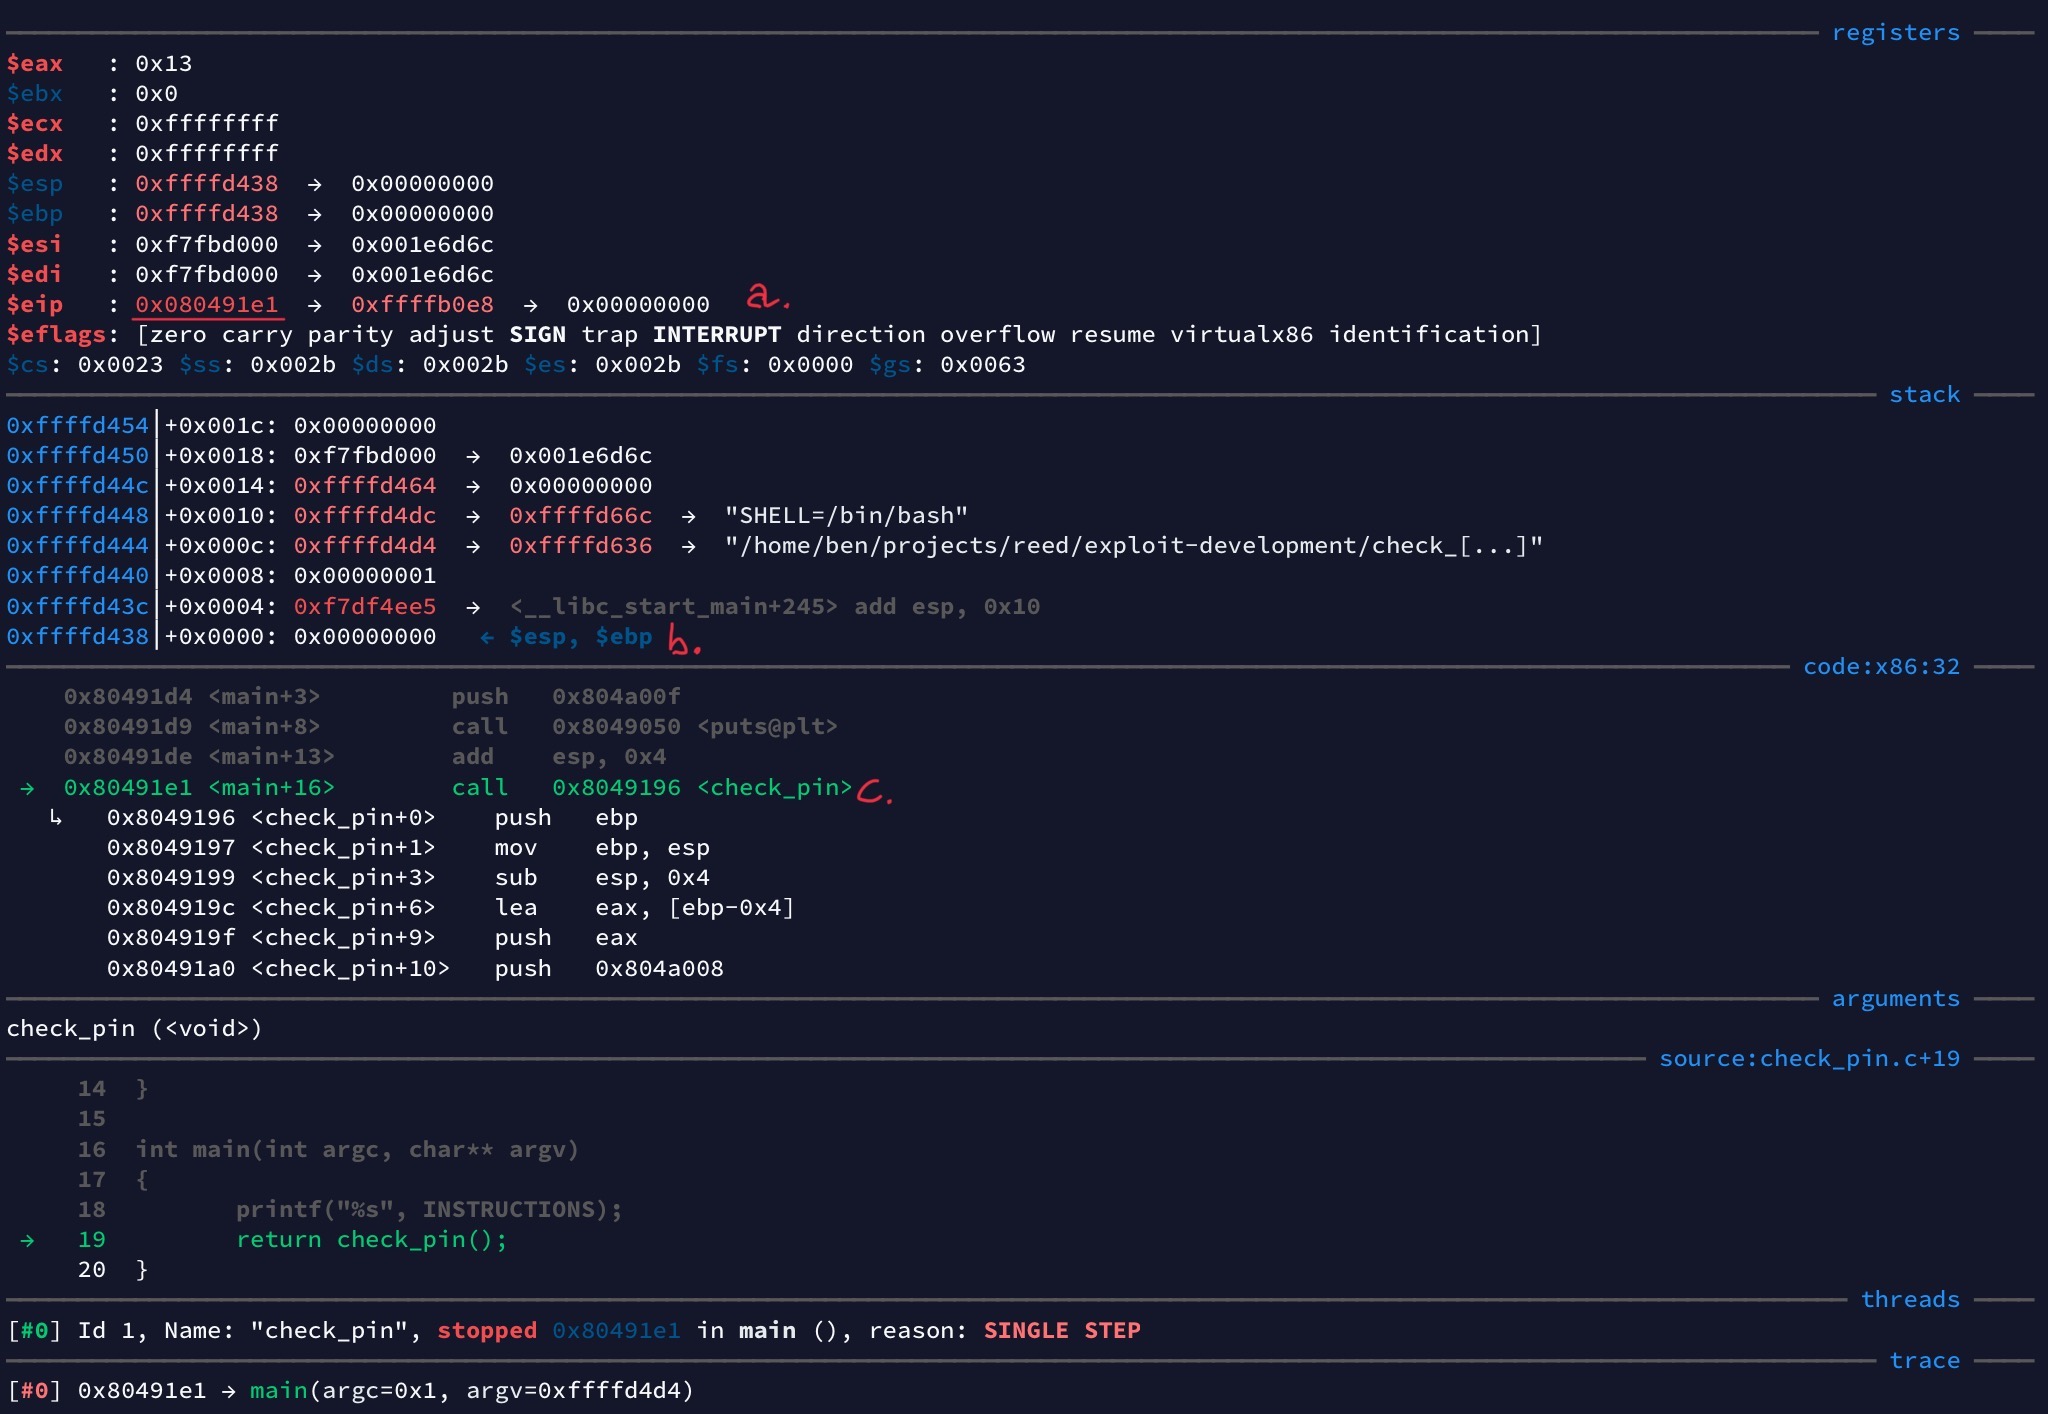 registers
$eax   : 0x13
$ebx   : 0x0
$ecx   : 0xffffffff
$edx   : 0xffffffff
$esp   : 0xffffd438  →  0x00000000
$ebp   : 0xffffd438  →  0x00000000
$esi   : 0xf7fbd000  →  0x001e6d6c
$edi   : 0xf7fbd000  →  0x001e6d6c
$eip   : 0x080491e1  →  0xffffb0e8  →  0x00000000  a.
$eflags: [zero carry parity adjust SIGN trap INTERRUPT direction overflow resume virtualx86 identification]
$cs: 0x0023 $ss: 0x002b $ds: 0x002b $es: 0x002b $fs: 0x0000 $gs: 0x0063
stack
0xffffd454│+0x001c: 0x00000000
0xffffd450│+0x0018: 0xf7fbd000  →  0x001e6d6c
0xffffd44c│+0x0014: 0xffffd464  →  0x00000000
0xffffd448│+0x0010: 0xffffd4dc  →  0xffffd66c  →  "SHELL=/bin/bash"
0xffffd444│+0x000c: 0xffffd4d4  →  0xffffd636  →  "/home/ben/projects/reed/exploit-development/check_[...]"
0xffffd440│+0x0008: 0x00000001
0xffffd43c│+0x0004: 0xf7df4ee5  →  <__libc_start_main+245> add esp, 0x10
0xffffd438│+0x0000: 0x00000000   ← $esp, $ebp b.
code:x86:32
0x80491d4 <main+3>         push   0x804a00f
0x80491d9 <main+8>         call   0x8049050 <puts@plt>
0x80491de <main+13>        add    esp, 0x4
→  0x80491e1 <main+16>        call   0x8049196 <check_pin> c.
↳   0x8049196 <check_pin+0>    push   ebp
0x8049197 <check_pin+1>    mov    ebp, esp
0x8049199 <check_pin+3>    sub    esp, 0x4
0x804919c <check_pin+6>    lea    eax, [ebp-0x4]
0x804919f <check_pin+9>    push   eax
0x80491a0 <check_pin+10>   push   0x804a008
arguments
check_pin (<void>)
source:check_pin.c+19
14  }
15
16  int main(int argc, char** argv)
17  {
18         printf("%s", INSTRUCTIONS);
→   19         return check_pin();
20  }
threads
[#0] Id 1, Name: "check_pin", stopped 0x80491e1 in main (), reason: SINGLE STEP
trace
[#0] 0x80491e1 → main(argc=0x1, argv=0xffffd4d4)